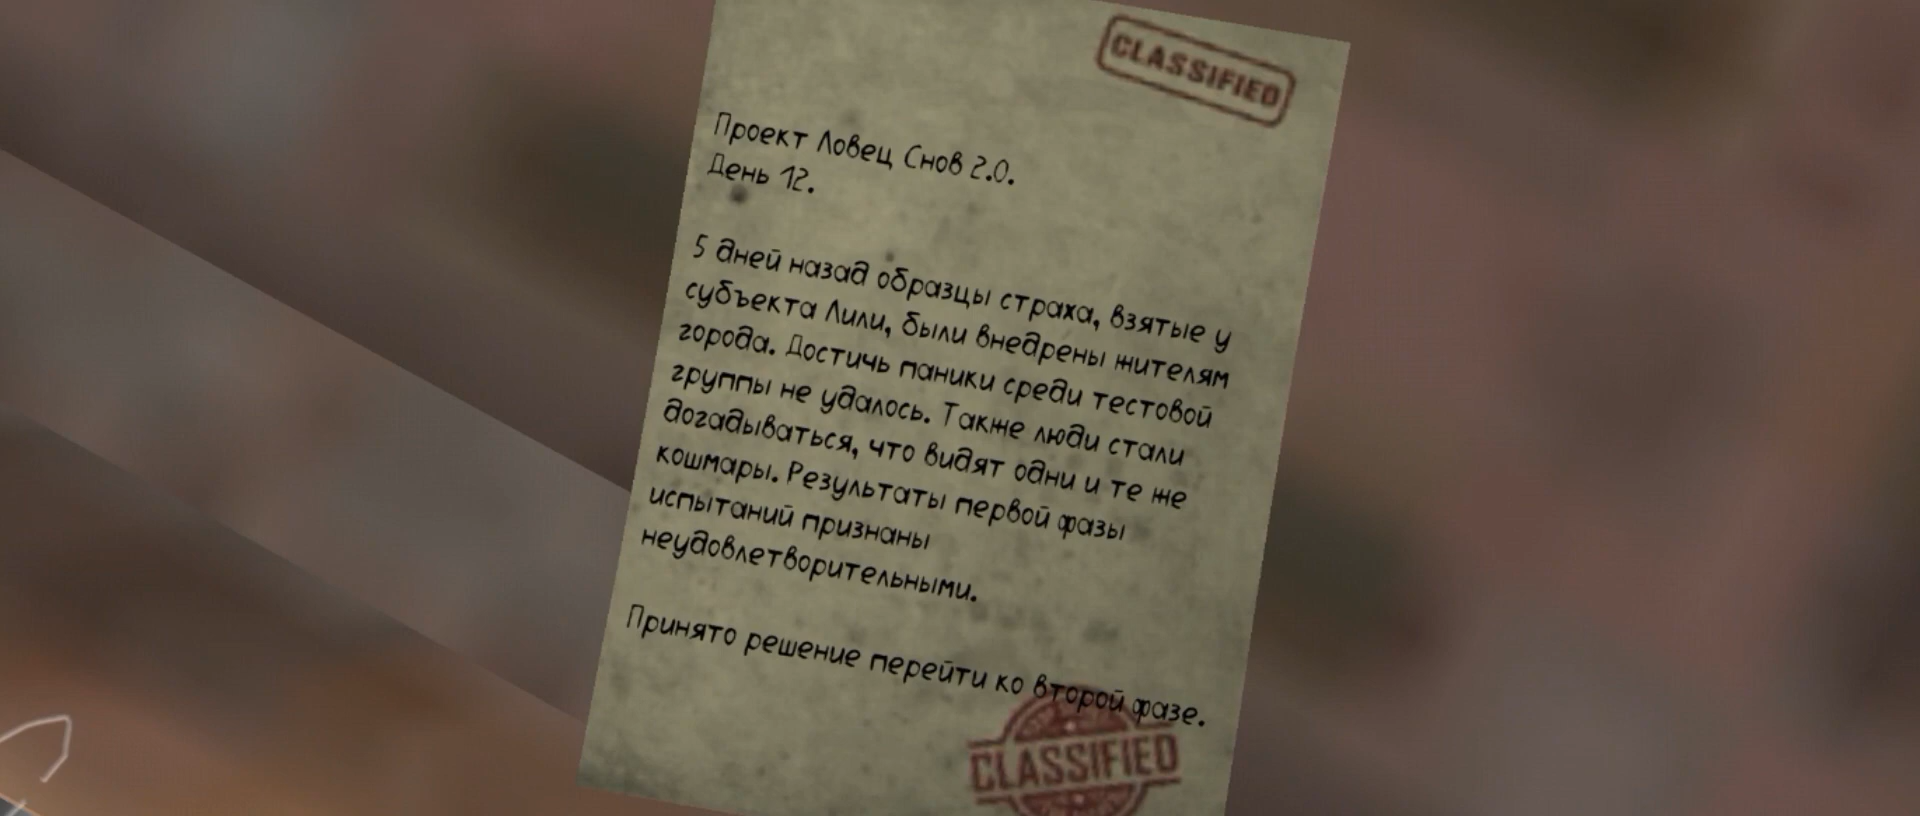 CLASSIFIED
Проект Ловец Снов 2.0.
День 12.
5 дней назад образцы страха, взятые у
субъекта Лили, были внедрены жителям
города. Достичь паники среди тестовой
группы не удалось. Также люди стали
догадываться, что видят одни и те же
кошмары. Результаты первой фазы
испытаний признаны
неудовлетворительными.
Принято решение перейти ко второй фазе.
CLASSIFIED